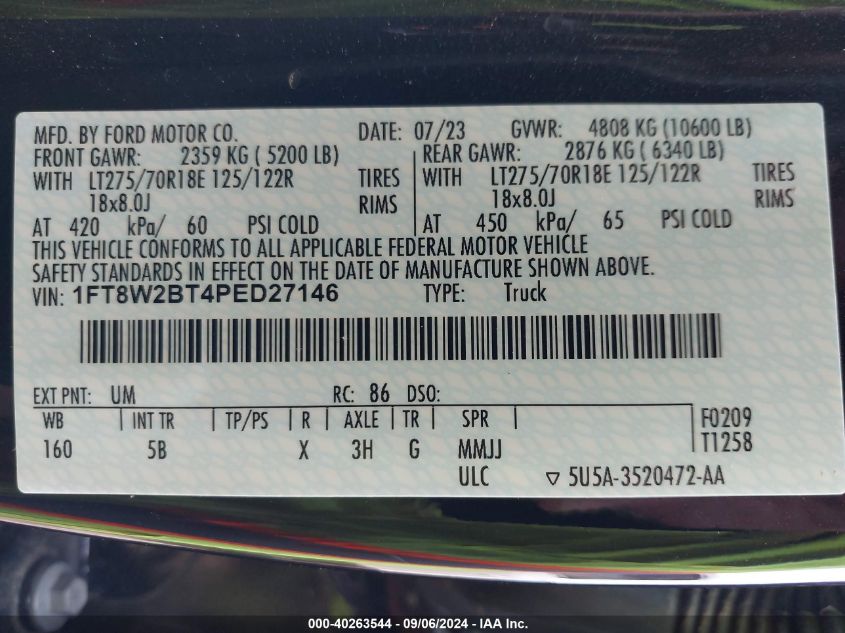 MFD. BY FORD MOTOR CO. DATE: 07/23 GVWR: 4808 KG (10600 LB)
FRONT GAWR: 2359 KG ( 5200 LB) REAR GAWR: 2876 KG ( 6340 LB)
WITH LT275/70R18E 125/122R TIRES WITH LT275/70R18E 125/122R TIRES
18x8.0J RIMS 18x8.0J RIMS
AT 420 kPa/ 60 PSI COLD AT 450 kPa/ 65 PSI COLD
THIS VEHICLE CONFORMS TO ALL APPLICABLE FEDERAL MOTOR VEHICLE
SAFETY STANDARDS IN EFFECT ON THE DATE OF MANUFACTURE SHOWN ABOVE.
VIN: 1FT8W2BT4PED27146 TYPE: Truck
EXT PNT: UM RC: 86 DSO:
WB INT TR TP/PS R AXLE TR SPR F0209
160 5B X 3H G MMJJ T1258
ULC ▽ 5U5A-3520472-AA
000-40263544 - 09/06/2024 - IAA Inc.